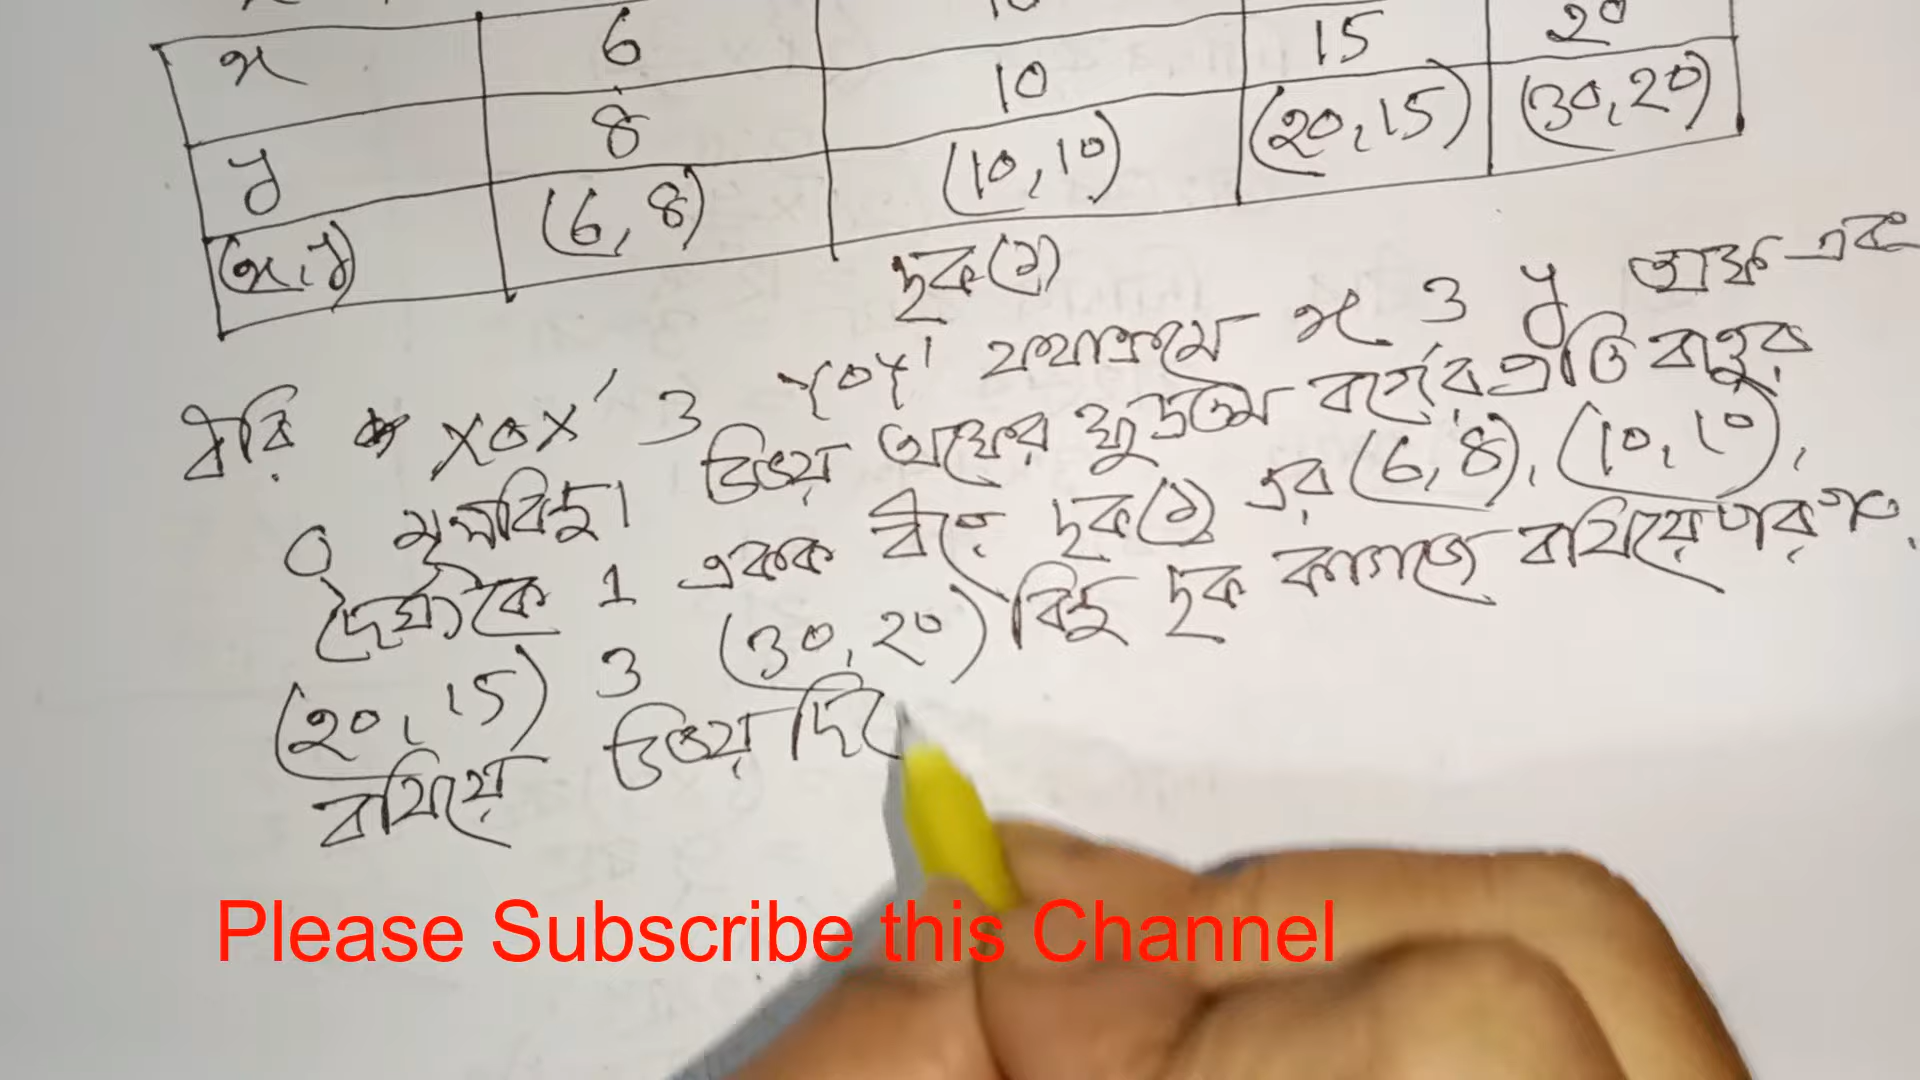 x 6 10 15 20
y 8 10 (20,15) (30,20)
(x,y) (6,8) (10,10)
ছক(১)
ধরি XOX' ও YOY' যথাক্রমে x ও y অক্ষ এবং
O মূলবিন্দু। উভয় অক্ষের ক্ষুদ্রতম বর্গের প্রতি বাহুর
দৈর্ঘ্যকে 1 একক ধরে ছক(১) এর (6,8), (10,10),
(20,15) ও (30,20) বিন্দু ছক কাগজে বসিয়ে
বসিয়ে উভয় দি
Please Subscribe this Channel